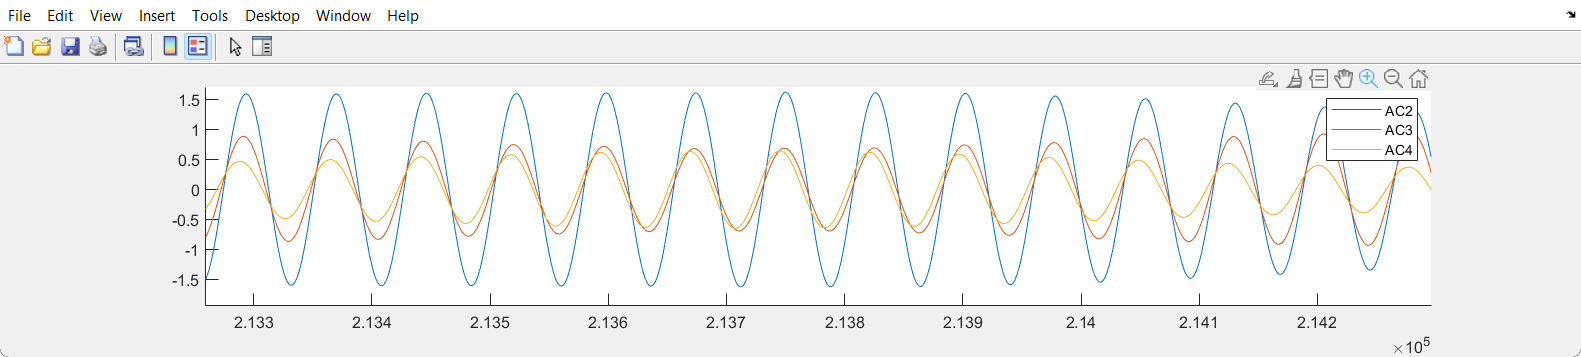 File Edit View Insert Tools Desktop Window Help
1.5
1
0.5
0
-0.5
-1
-1.5
AC2
AC3
AC4
2.133 2.134 2.135 2.136 2.137 2.138 2.139 2.14 2.141 2.142
×10⁵